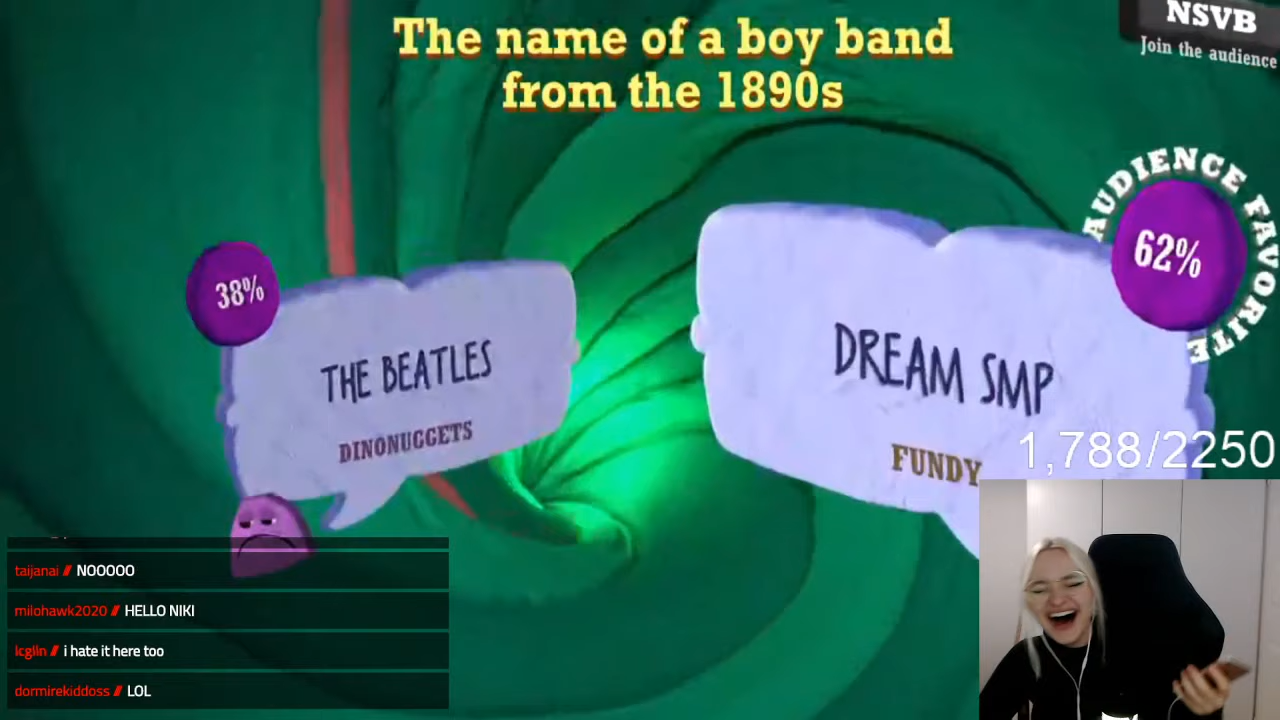 The name of a boy band
from the 1890s
NSVB
Join the audience
AUDIENCE FAVORITE
38%
62%
THE BEATLES
DINONUGGETS
DREAM SMP
FUNDY
1,788/2250
taijanai // NOOOOO
milohawk2020 // HELLO NIKI
lcglln // i hate it here too
dormirekiddoss // LOL